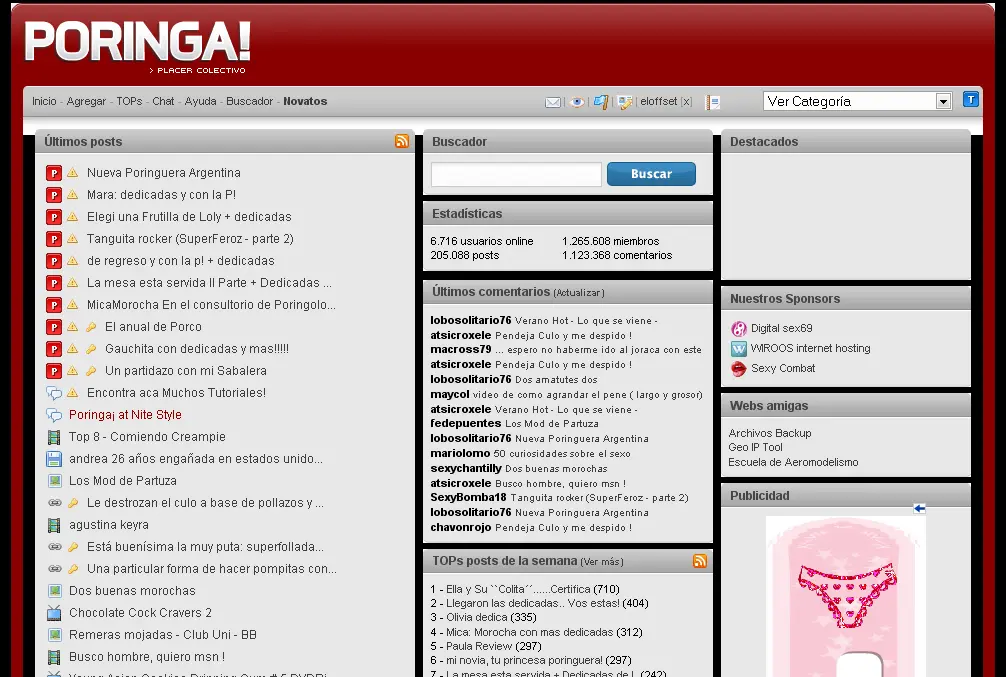 PORINGA!
> PLACER COLECTIVO
Inicio - Agregar - TOPs - Chat - Ayuda - Buscador - Novatos
eloffset [x]
Ver Categoría
T
Últimos posts
P Nueva Poringuera Argentina
P Mara: dedicadas y con la P!
P Elegi una Frutilla de Loly + dedicadas
P Tanguita rocker (SuperFeroz - parte 2)
P de regreso y con la p! + dedicadas
P La mesa esta servida II Parte + Dedicadas ...
P MicaMorocha En el consultorio de Poringolo...
P El anual de Porco
P Gauchita con dedicadas y mas!!!!!
P Un partidazo con mi Sabalera
Encontra aca Muchos Tutoriales!
Poringa¡ at Nite Style
Top 8 - Comiendo Creampie
andrea 26 años engañada en estados unido...
Los Mod de Partuza
Le destrozan el culo a base de pollazos y ...
agustina keyra
Está buenísima la muy puta: superfollada...
Una particular forma de hacer pompitas con...
Dos buenas morochas
Chocolate Cock Cravers 2
Remeras mojadas - Club Uni - BB
Busco hombre, quiero msn !
Buscador
Buscar
Estadísticas
6.716 usuarios online 1.265.608 miembros
205.088 posts 1.123.368 comentarios
Últimos comentarios (Actualizar)
lobosolitario76 Verano Hot - Lo que se viene -
atsicroxele Pendeja Culo y me despido !
macross79 ... espero no haberme ido al joraca con este
atsicroxele Pendeja Culo y me despido !
lobosolitario76 Dos amatutes dos
maycol video de como agrandar el pene ( largo y grosor)
atsicroxele Verano Hot - Lo que se viene -
fedepuentes Los Mod de Partuza
lobosolitario76 Nueva Poringuera Argentina
mariolomo 50 curiosidades sobre el sexo
sexychantilly Dos buenas morochas
atsicroxele Busco hombre, quiero msn !
SexyBomba18 Tanguita rocker (SuperFeroz - parte 2)
lobosolitario76 Nueva Poringuera Argentina
chavonrojo Pendeja Culo y me despido !
TOPs posts de la semana (Ver más)
1 - Ella y Su ``Colita´´......Certifica (710)
2 - Llegaron las dedicadas.. Vos estas! (404)
3 - Olivia dedica (335)
4 - Mica: Morocha con mas dedicadas (312)
5 - Paula Review (297)
6 - mi novia, tu princesa poringuera! (297)
7 - La mesa esta servida + Dedicadas de l (242)
Destacados
Nuestros Sponsors
Digital sex69
W WIROOS internet hosting
Sexy Combat
Webs amigas
Archivos Backup
Geo IP Tool
Escuela de Aeromodelismo
Publicidad